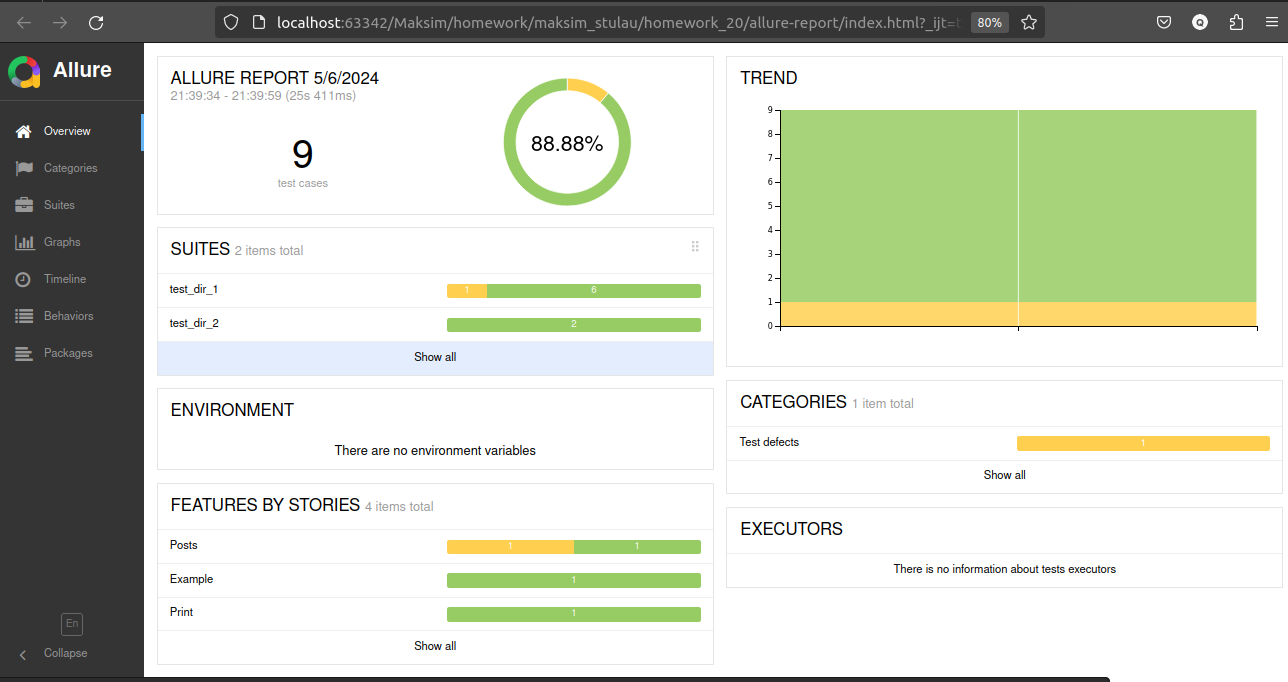 localhost:63342/Maksim/homework/maksim_stulau/homework_20/allure-report/index.html?_ijt=
80%
Allure
Overview
Categories
Suites
Graphs
Timeline
Behaviors
Packages
En
Collapse
ALLURE REPORT 5/6/2024
21:39:34 - 21:39:59 (25s 411ms)
9
test cases
88.88%
SUITES 2 items total
test_dir_1 1 6
test_dir_2 2
Show all
ENVIRONMENT
There are no environment variables
FEATURES BY STORIES 4 items total
Posts 1 1
Example 1
Print 1
Show all
TREND
9
8
7
6
5
4
3
2
1
0
CATEGORIES 1 item total
Test defects 1
Show all
EXECUTORS
There is no information about tests executors